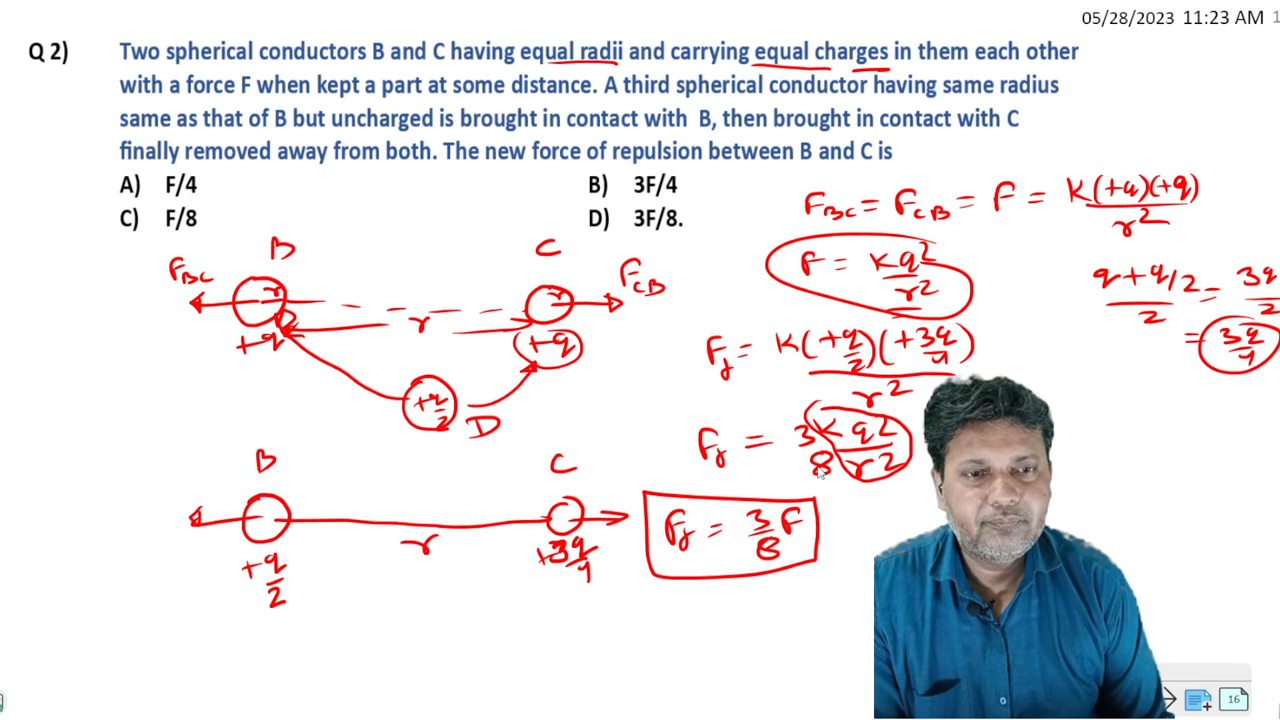 05/28/2023 11:23 AM 1
Q 2) Two spherical conductors B and C having equal radii and carrying equal charges in them each other
with a force F when kept a part at some distance. A third spherical conductor having same radius
same as that of B but uncharged is brought in contact with B, then brought in contact with C
finally removed away from both. The new force of repulsion between B and C is
A) F/4 B) 3F/4
C) F/8 D) 3F/8.
F_BC = F_CB = F = K(+q)(+q)/r²
B C
F_BC F_CB
F = Kq²/r²
q+q/2 / 2 = 3q/2
= 3q/4
r r
r
+q +q
F_f = K(+q/2)(+3q/4)/r²
+q/2 D
F_f = 3/8 Kq²/r²
B C
r
F_f = 3/8 F
+q/2 +3q/4
16